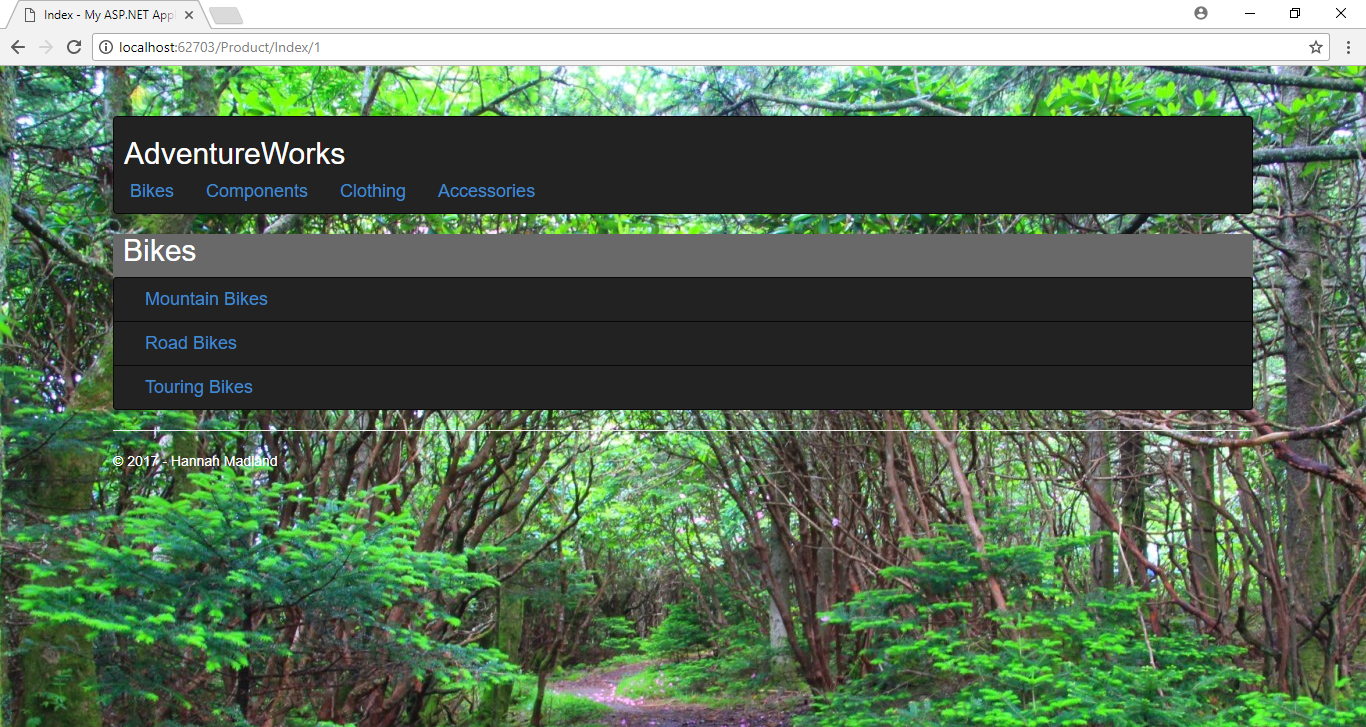 Index - My ASP.NET App
localhost:62703/Product/Index/1
AdventureWorks
Bikes Components Clothing Accessories
Bikes
Mountain Bikes
Road Bikes
Touring Bikes
© 2017 - Hannah Madland